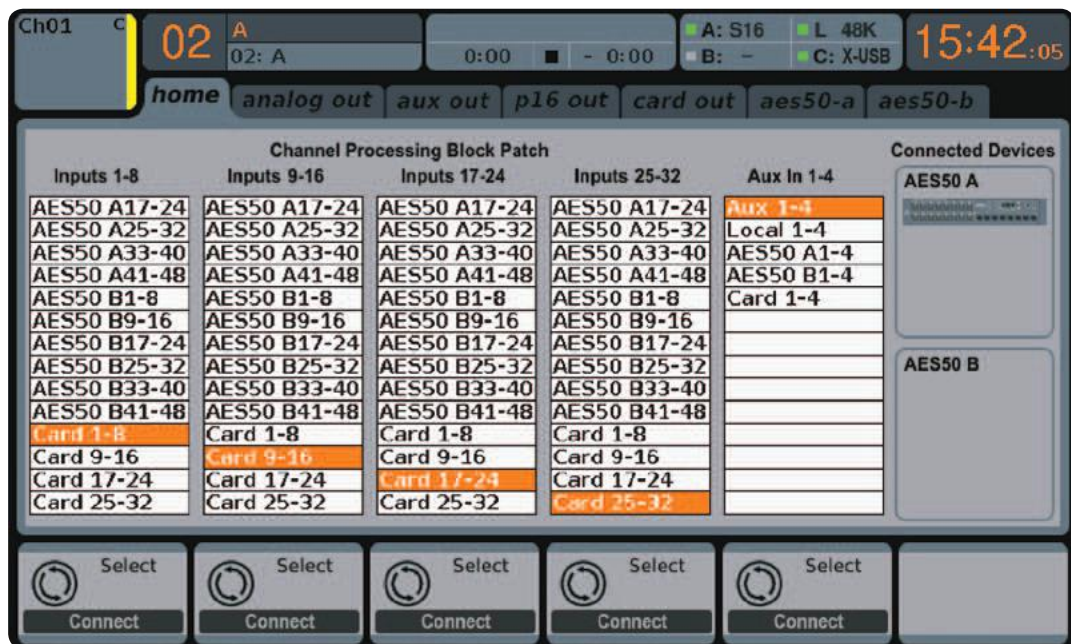 Ch01 C
02
A
02: A
0:00 - 0:00
A: S16 L 48K
B: - C: X-USB
15:42:05
home analog out aux out p16 out card out aes50-a aes50-b
Channel Processing Block Patch
Connected Devices
Inputs 1-8 Inputs 9-16 Inputs 17-24 Inputs 25-32 Aux In 1-4
AES50 A
AES50 A17-24 AES50 A17-24 AES50 A17-24 AES50 A17-24 Aux 1-4
AES50 A25-32 AES50 A25-32 AES50 A25-32 AES50 A25-32 Local 1-4
AES50 A33-40 AES50 A33-40 AES50 A33-40 AES50 A33-40 AES50 A1-4
AES50 A41-48 AES50 A41-48 AES50 A41-48 AES50 A41-48 AES50 B1-4
AES50 B1-8 AES50 B1-8 AES50 B1-8 AES50 B1-8 Card 1-4
AES50 B9-16 AES50 B9-16 AES50 B9-16 AES50 B9-16
AES50 B17-24 AES50 B17-24 AES50 B17-24 AES50 B17-24
AES50 B25-32 AES50 B25-32 AES50 B25-32 AES50 B25-32 AES50 B
AES50 B33-40 AES50 B33-40 AES50 B33-40 AES50 B33-40
AES50 B41-48 AES50 B41-48 AES50 B41-48 AES50 B41-48
Card 1-8 Card 1-8 Card 1-8 Card 1-8
Card 9-16 Card 9-16 Card 9-16 Card 9-16
Card 17-24 Card 17-24 Card 17-24 Card 17-24
Card 25-32 Card 25-32 Card 25-32 Card 25-32
Select Select Select Select Select
Connect Connect Connect Connect Connect